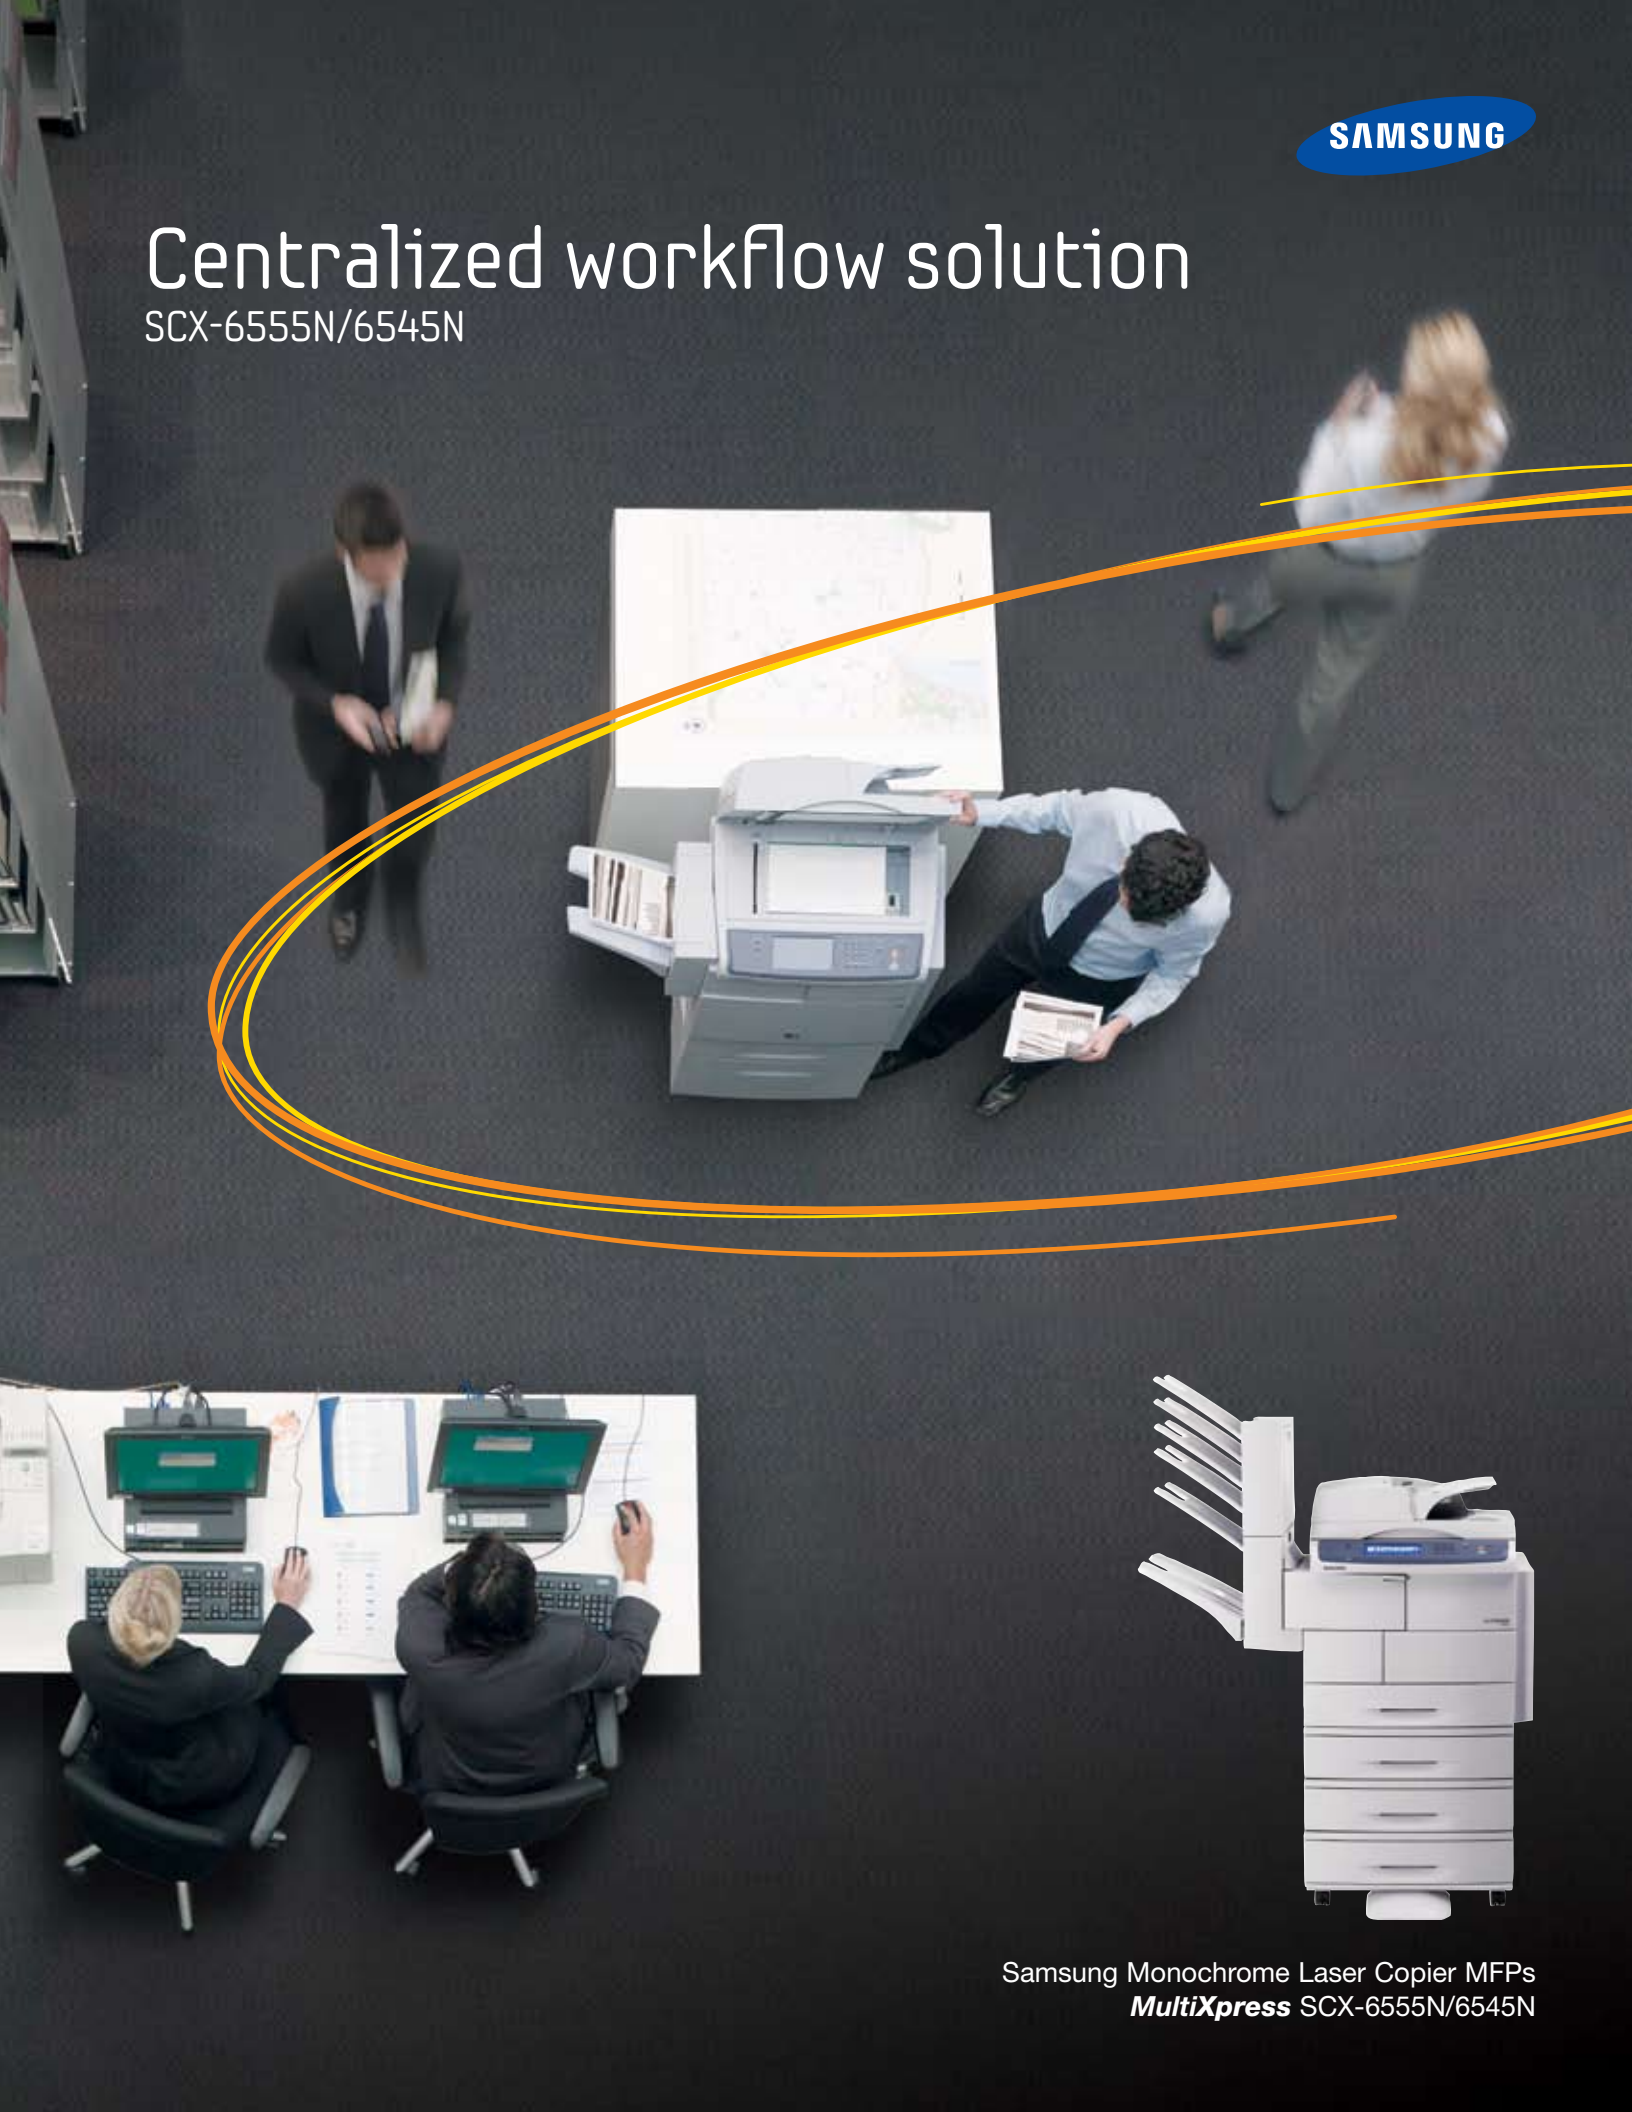 SAMSUNG
Centralized workflow solution
SCX-6555N/6545N
Samsung Monochrome Laser Copier MFPs
MultiXpress SCX-6555N/6545N